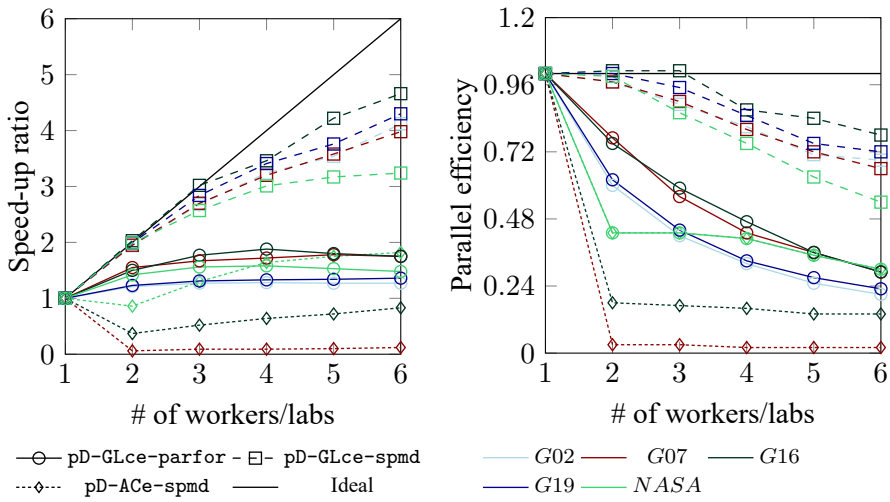 6
5
4
3
2
1
0
Speed-up ratio
1 2 3 4 5 6
# of workers/labs
1.2
0.96
0.72
0.48
0.24
0
Parallel efficiency
1 2 3 4 5 6
# of workers/labs
pD-GLce-parfor pD-GLce-spmd
pD-ACe-spmd Ideal
G02 G07 G16
G19 NASA